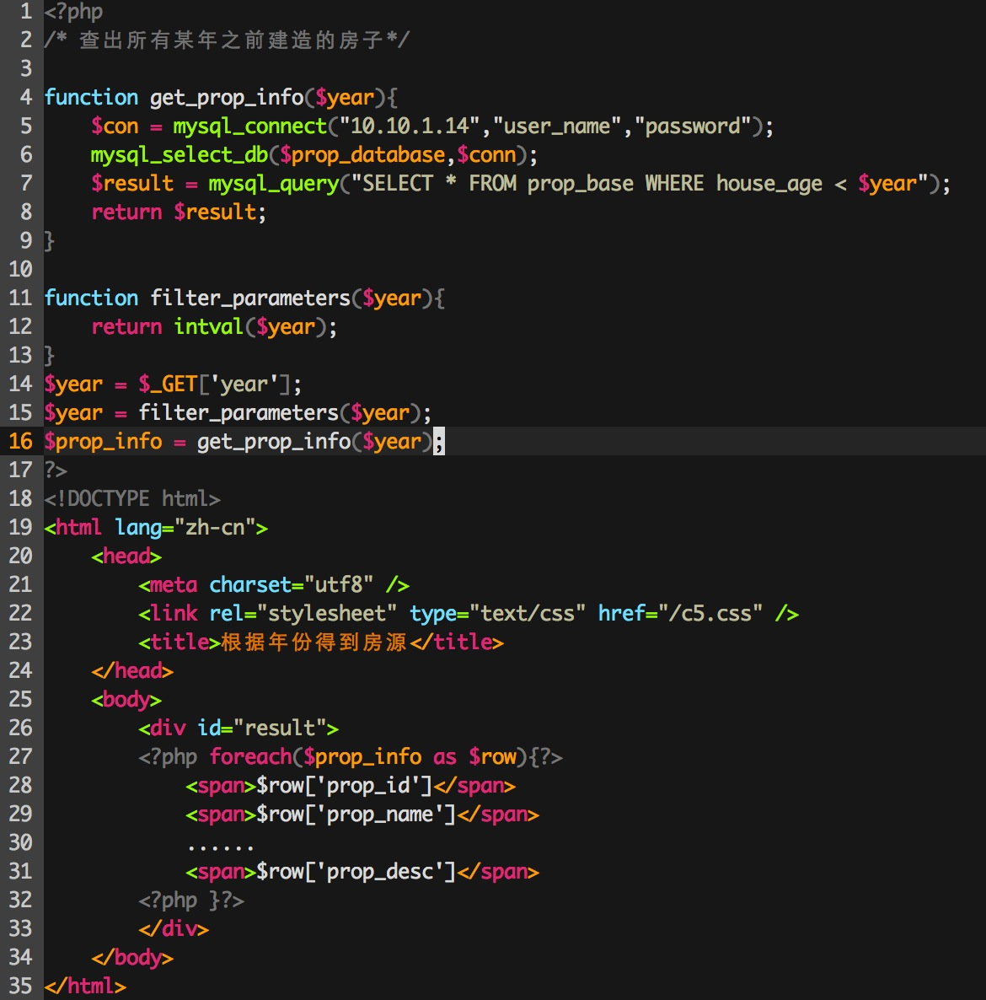 1 <?php
2 /* 查出所有某年之前建造的房子*/
3
4 function get_prop_info($year){
5     $con = mysql_connect("10.10.1.14","user_name","password");
6     mysql_select_db($prop_database,$conn);
7     $result = mysql_query("SELECT * FROM prop_base WHERE house_age < $year");
8     return $result;
9 }
10
11 function filter_parameters($year){
12     return intval($year);
13 }
14 $year = $_GET['year'];
15 $year = filter_parameters($year);
16 $prop_info = get_prop_info($year);
17 ?>
18 <!DOCTYPE html>
19 <html lang="zh-cn">
20     <head>
21         <meta charset="utf8" />
22         <link rel="stylesheet" type="text/css" href="/c5.css" />
23         <title>根据年份得到房源</title>
24     </head>
25     <body>
26         <div id="result">
27         <?php foreach($prop_info as $row){?>
28             <span>$row['prop_id']</span>
29             <span>$row['prop_name']</span>
30             ......
31             <span>$row['prop_desc']</span>
32         <?php }?>
33         </div>
34     </body>
35 </html>